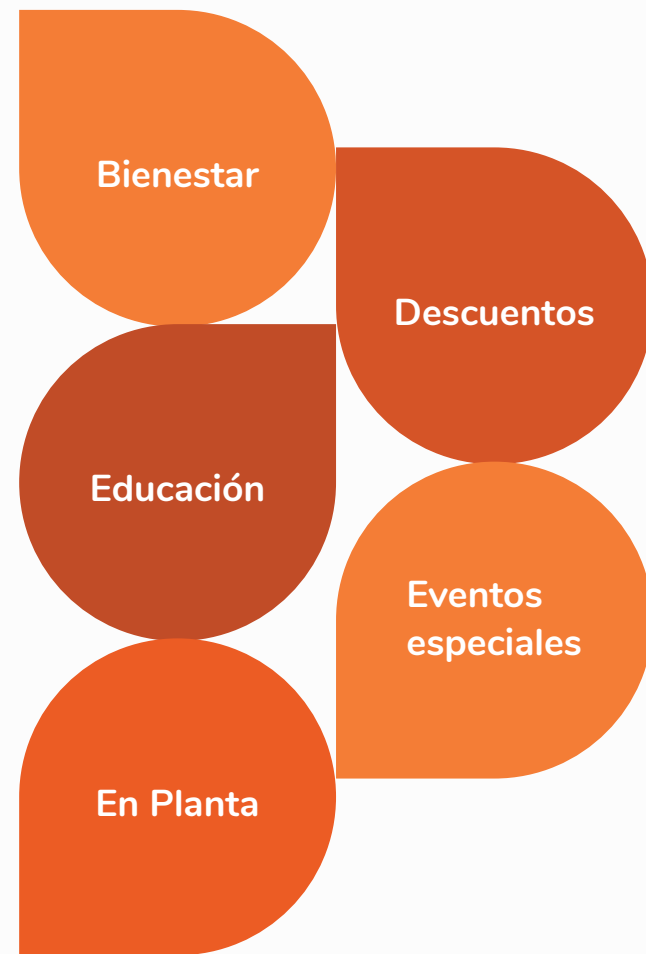 Bienestar
Descuentos
Educación
Eventos
especiales
En Planta